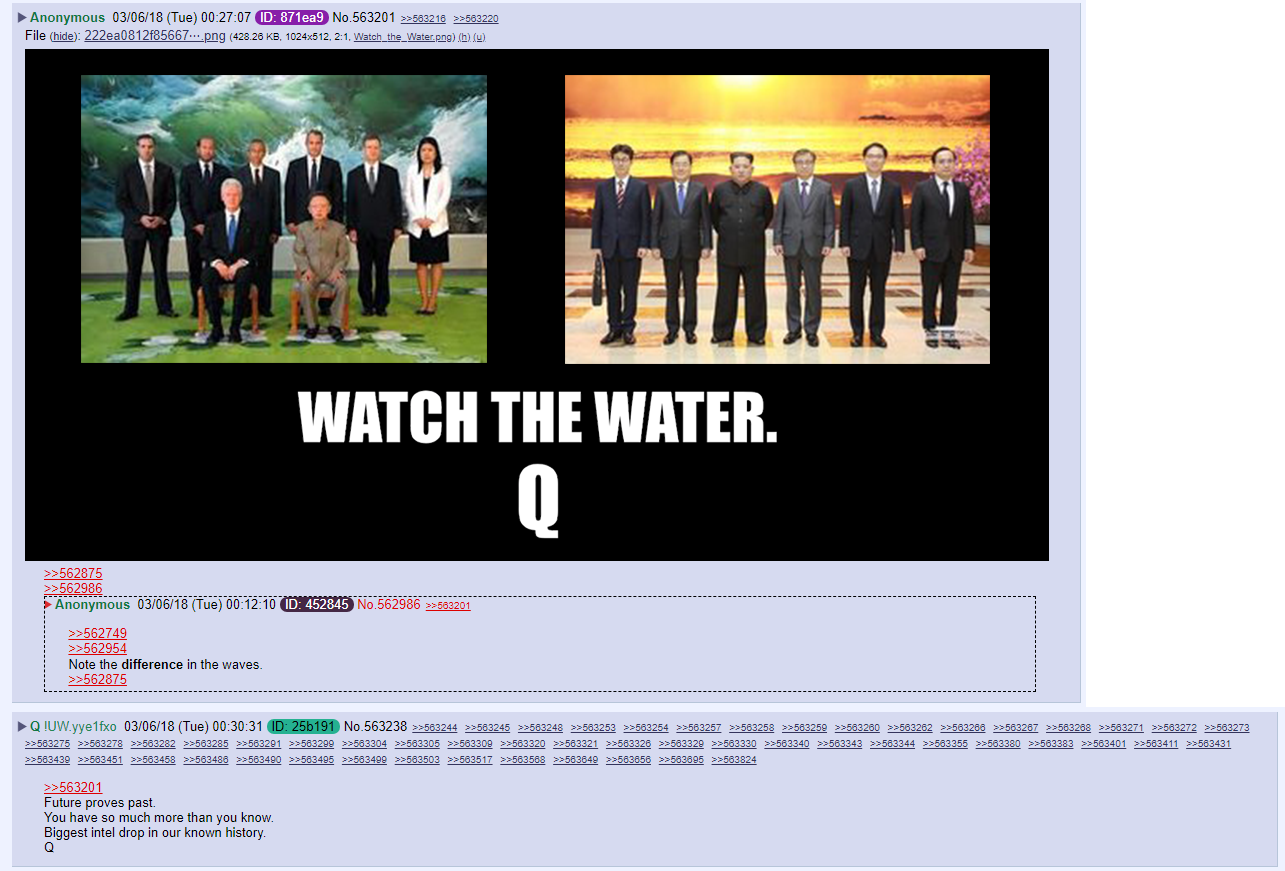 ▶ Anonymous 03/06/18 (Tue) 00:27:07 ID: 871ea9 No.563201 >>563216 >>563220
File (hide): 222ea0812f85667⋯.png (428.26 KB, 1024x512, 2:1, Watch_the_Water.png) (h) (u)
WATCH THE WATER.
Q
>>562875
>>562986
▶ Anonymous 03/06/18 (Tue) 00:12:10 ID: 452845 No.562986 >>563201
>>562749
>>562954
Note the difference in the waves.
>>562875
▶ Q !UW.yye1fxo 03/06/18 (Tue) 00:30:31 ID: 25b191 No.563238 >>563244 >>563245 >>563248 >>563253 >>563254 >>563257 >>563258 >>563259 >>563260 >>563262 >>563266 >>563267 >>563268 >>563271 >>563272 >>563273
>>563275 >>563278 >>563282 >>563285 >>563291 >>563299 >>563304 >>563305 >>563309 >>563320 >>563321 >>563326 >>563329 >>563330 >>563340 >>563343 >>563344 >>563355 >>563380 >>563383 >>563401 >>563411 >>563431
>>563439 >>563451 >>563458 >>563486 >>563490 >>563495 >>563499 >>563503 >>563517 >>563568 >>563649 >>563656 >>563695 >>563824
>>563201
Future proves past.
You have so much more than you know.
Biggest intel drop in our known history.
Q